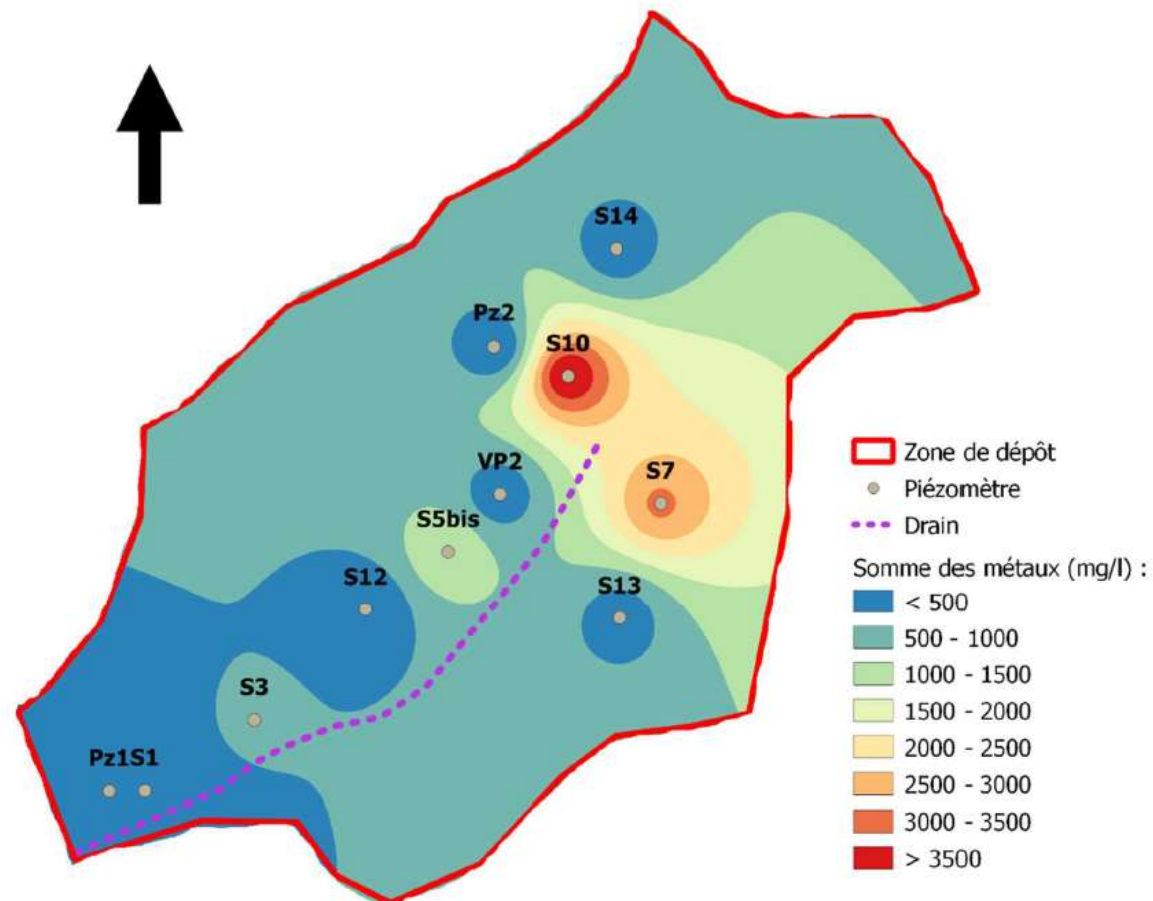 S14
Pz2
S10
VP2
S7
S5bis
S12
S13
S3
Pz1S1
Zone de dépôt
Piézomètre
Drain
Somme des métaux (mg/l) :
< 500
500 - 1000
1000 - 1500
1500 - 2000
2000 - 2500
2500 - 3000
3000 - 3500
> 3500